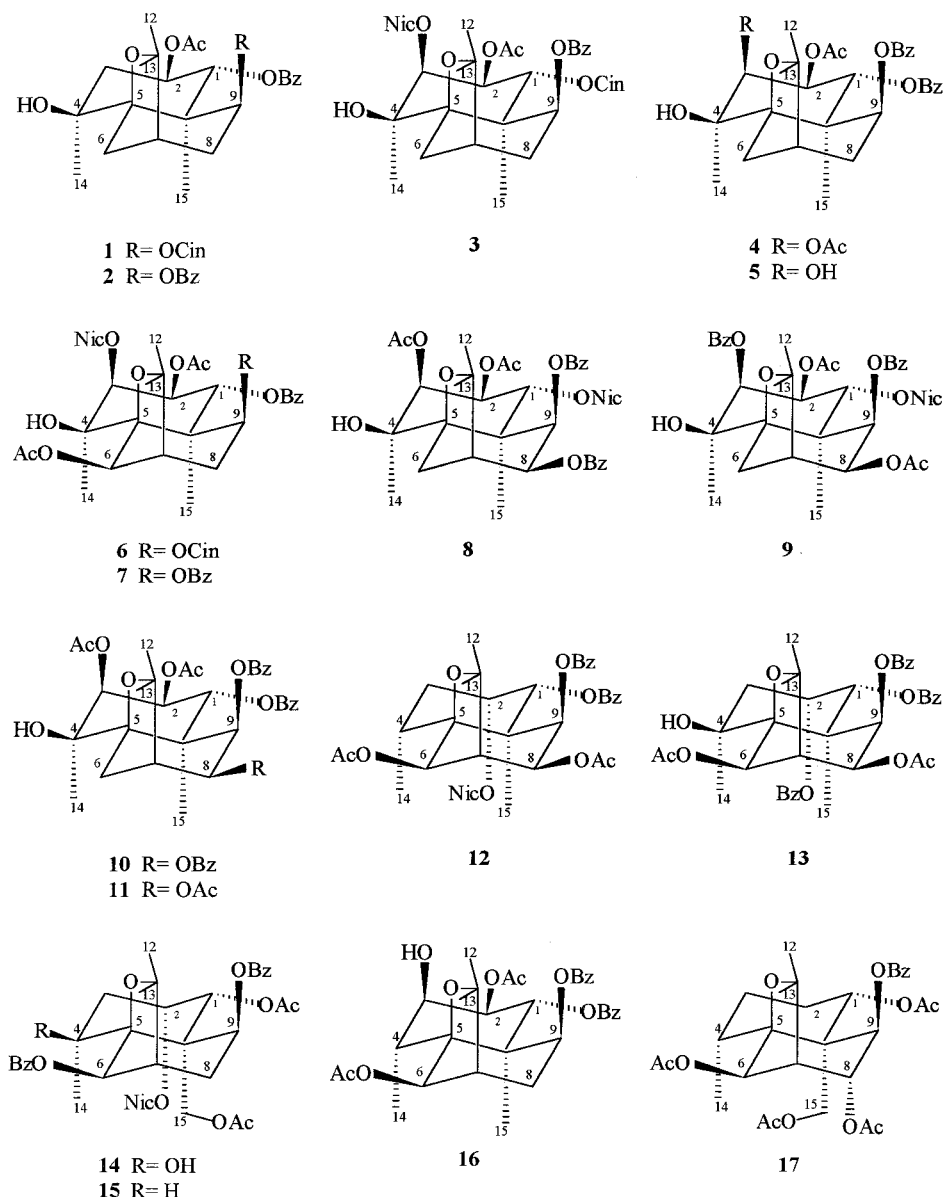 12
O
13
OAc
R
1
OBz
2
HO
4
5
9
6
8
14
15
1 R= OCin
2 R= OBz
NicO
12
O
13
OAc
OBz
1
OCin
2
HO
4
5
9
6
8
14
15
3
R
12
O
13
OAc
OBz
1
OBz
2
HO
4
5
9
6
8
14
15
4 R= OAc
5 R= OH
NicO
12
O
13
OAc
R
1
OBz
2
HO
4
5
9
AcO
6
8
14
15
6 R= OCin
7 R= OBz
AcO
12
O
13
OAc
OBz
1
ONic
2
HO
4
5
9
6
8
OBz
14
15
8
BzO
12
O
13
OAc
OBz
1
ONic
2
HO
4
5
9
6
8
OAc
14
15
9
AcO
12
O
13
OAc
OBz
1
OBz
2
HO
4
5
9
6
8
R
14
15
10 R= OBz
11 R= OAc
12
O
13
OBz
1
OBz
2
4
5
9
AcO
6
8
OAc
14
NicO
15
12
12
O
13
OBz
1
OBz
2
HO
4
5
9
AcO
6
8
OAc
14
BzO
15
13
12
O
13
OBz
1
OAc
2
R
4
5
9
BzO
6
8
14
NicO
15
OAc
14 R= OH
15 R= H
HO
12
O
13
OAc
OBz
1
OBz
2
4
5
9
AcO
6
8
14
15
16
12
O
13
OBz
1
OAc
2
4
5
9
AcO
6
8
14
15
AcO
OAc
17